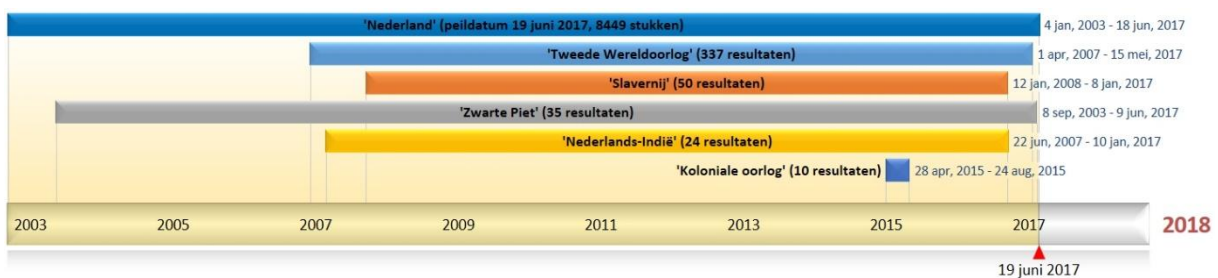 'Nederland' (peildatum 19 juni 2017, 8449 stukken) 4 jan, 2003 - 18 jun, 2017
'Tweede Wereldoorlog' (337 resultaten) 1 apr, 2007 - 15 mei, 2017
'Slavernij' (50 resultaten) 12 jan, 2008 - 8 jan, 2017
'Zwarte Piet' (35 resultaten) 8 sep, 2003 - 9 jun, 2017
'Nederlands-Indië' (24 resultaten) 22 jun, 2007 - 10 jan, 2017
'Koloniale oorlog' (10 resultaten) 28 apr, 2015 - 24 aug, 2015
2003 2005 2007 2009 2011 2013 2015 2017 2018
19 juni 2017